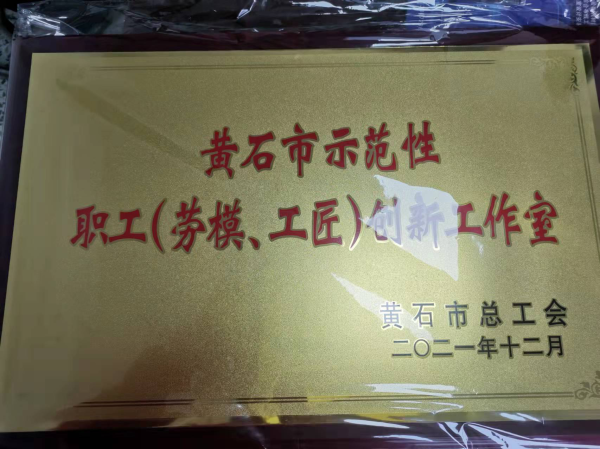 黄石市示范性
职工(劳模、工匠)创新工作室
黄石市总工会
二〇二一年十二月